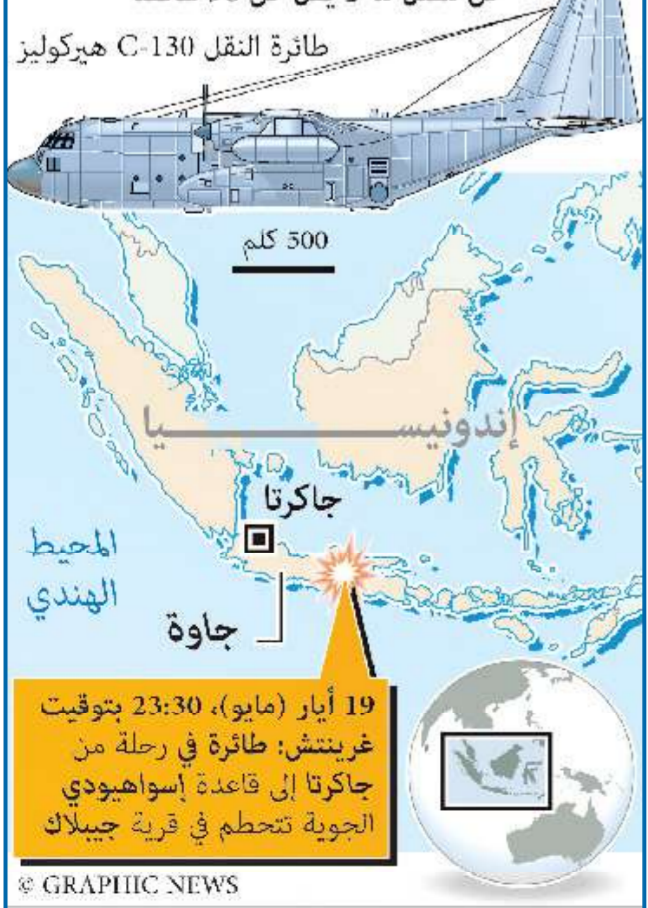 طائرة النقل C-130 هيركوليز
500 كلم
إندونيسيا
جاكرتا
المحيط
الهندي
جاوة
19 أيار (مايو)، 23:30 بتوقيت
غرينتش: طائرة في رحلة من
جاكرتا إلى قاعدة إسواهيودي
الجوية تتحطم في قرية جيبلاك
© GRAPHIC NEWS